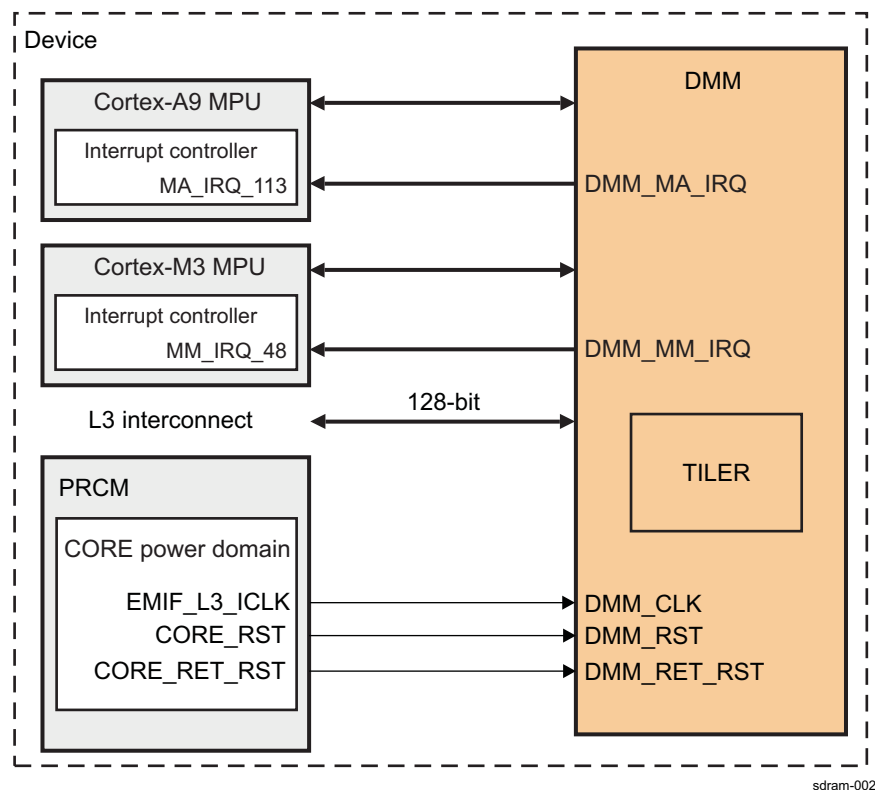 Device
Cortex-A9 MPU
Interrupt controller
MA_IRQ_113
Cortex-M3 MPU
Interrupt controller
MM_IRQ_48
L3 interconnect
128-bit
PRCM
CORE power domain
EMIF_L3_ICLK
CORE_RST
CORE_RET_RST
DMM
DMM_MA_IRQ
DMM_MM_IRQ
TILER
DMM_CLK
DMM_RST
DMM_RET_RST
sdram-002